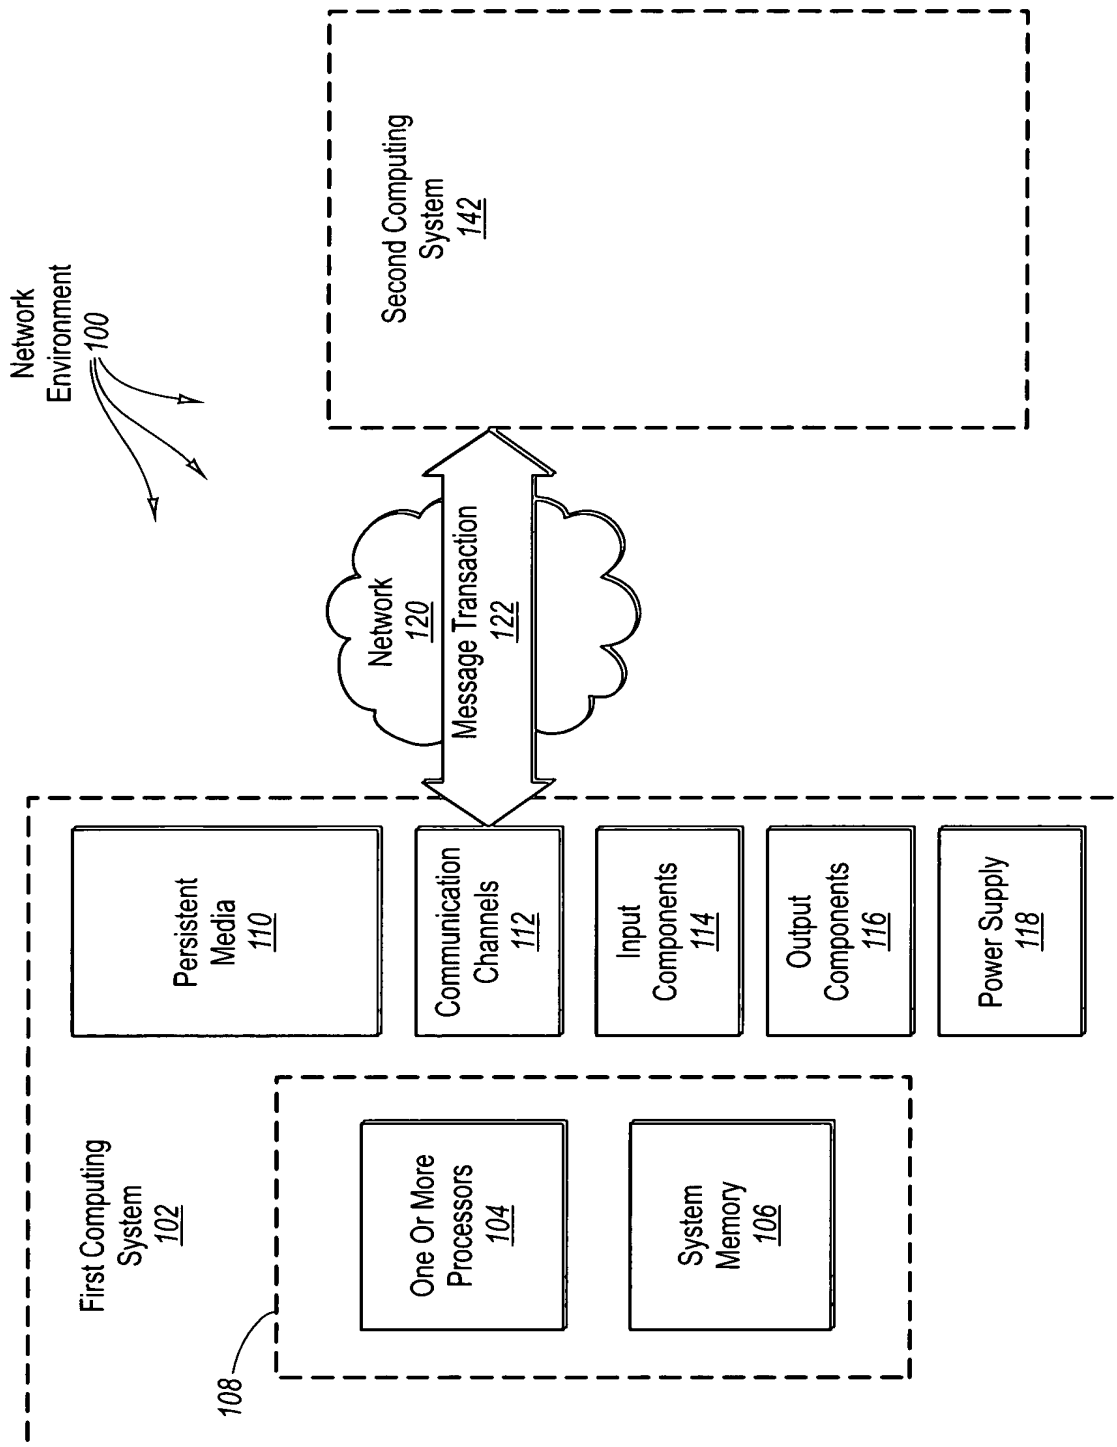 Network
Environment
100
First Computing
System
102
108
One Or More
Processors
104
System
Memory
106
Persistent
Media
110
Communication
Channels
112
Input
Components
114
Output
Components
116
Power Supply
118
Network
120
Message Transaction
122
Second Computing
System
142